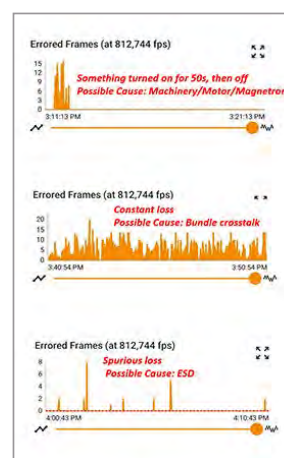 Errored Frames (at 812,744 fps)
15
12
9
6
3
0
Something turned on for 50s, then off
Possible Cause: Machinery/Motor/Magnetron
3:11:13 PM
3:21:13 PM
Errored Frames (at 812,744 fps)
20
15
10
5
0
Constant loss
Possible Cause: Bundle crosstalk
3:40:54 PM
3:50:54 PM
Errored Frames (at 812,744 fps)
8
6
4
2
0
Spurious loss
Possible Cause: ESD
4:00:43 PM
4:10:43 PM